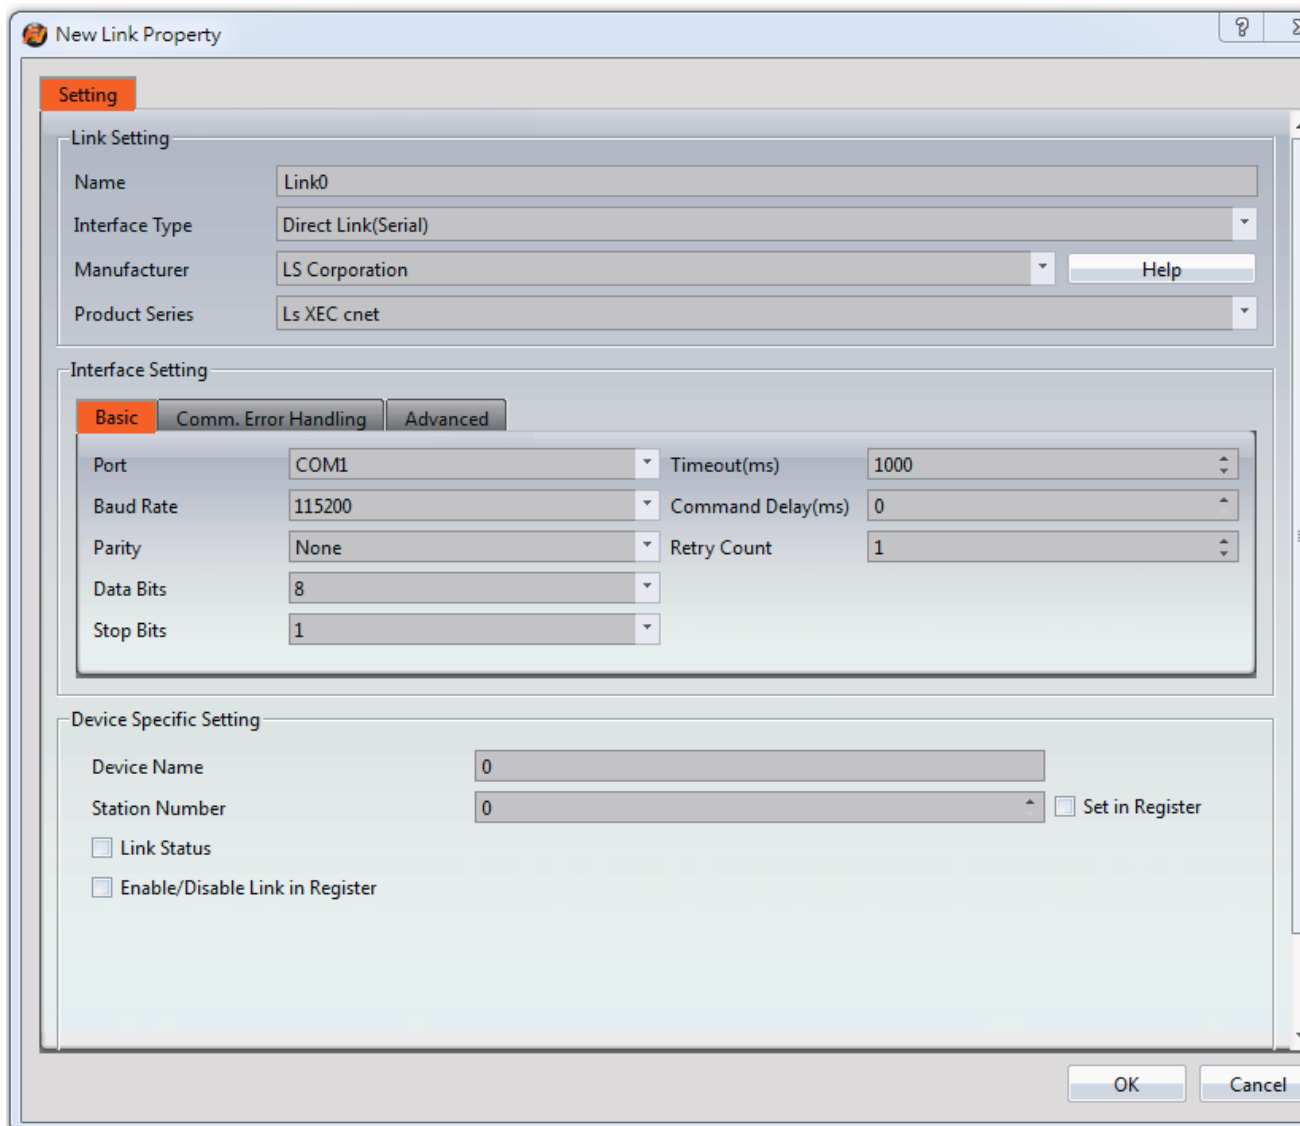 New Link Property
Setting
Link Setting
Name Link0
Interface Type Direct Link(Serial)
Manufacturer LS Corporation Help
Product Series Ls XEC cnet
Interface Setting
Basic Comm. Error Handling Advanced
Port COM1 Timeout(ms) 1000
Baud Rate 115200 Command Delay(ms) 0
Parity None Retry Count 1
Data Bits 8
Stop Bits 1
Device Specific Setting
Device Name 0
Station Number 0 Set in Register
Link Status
Enable/Disable Link in Register
OK Cancel